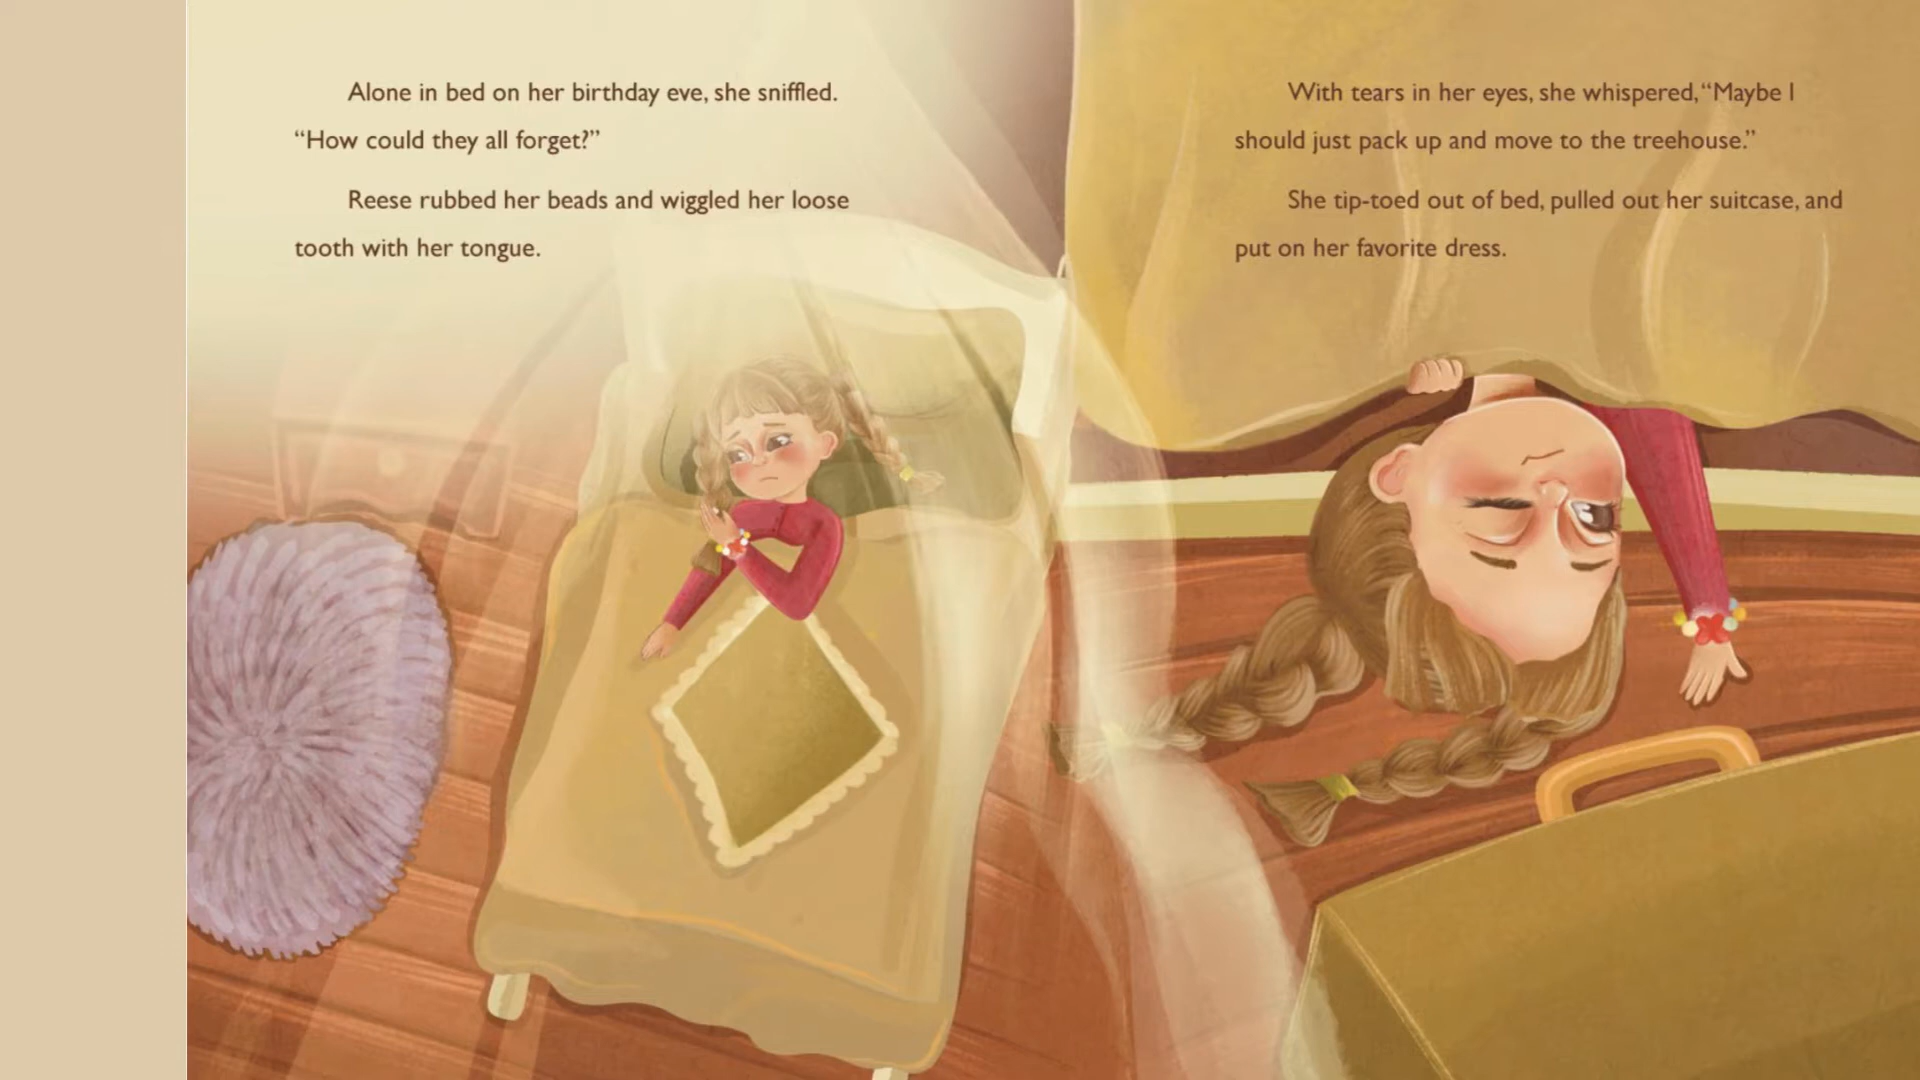 Alone in bed on her birthday eve, she sniffled.
“How could they all forget?”
Reese rubbed her beads and wiggled her loose
tooth with her tongue.
With tears in her eyes, she whispered, “Maybe I
should just pack up and move to the treehouse.”
She tip-toed out of bed, pulled out her suitcase, and
put on her favorite dress.